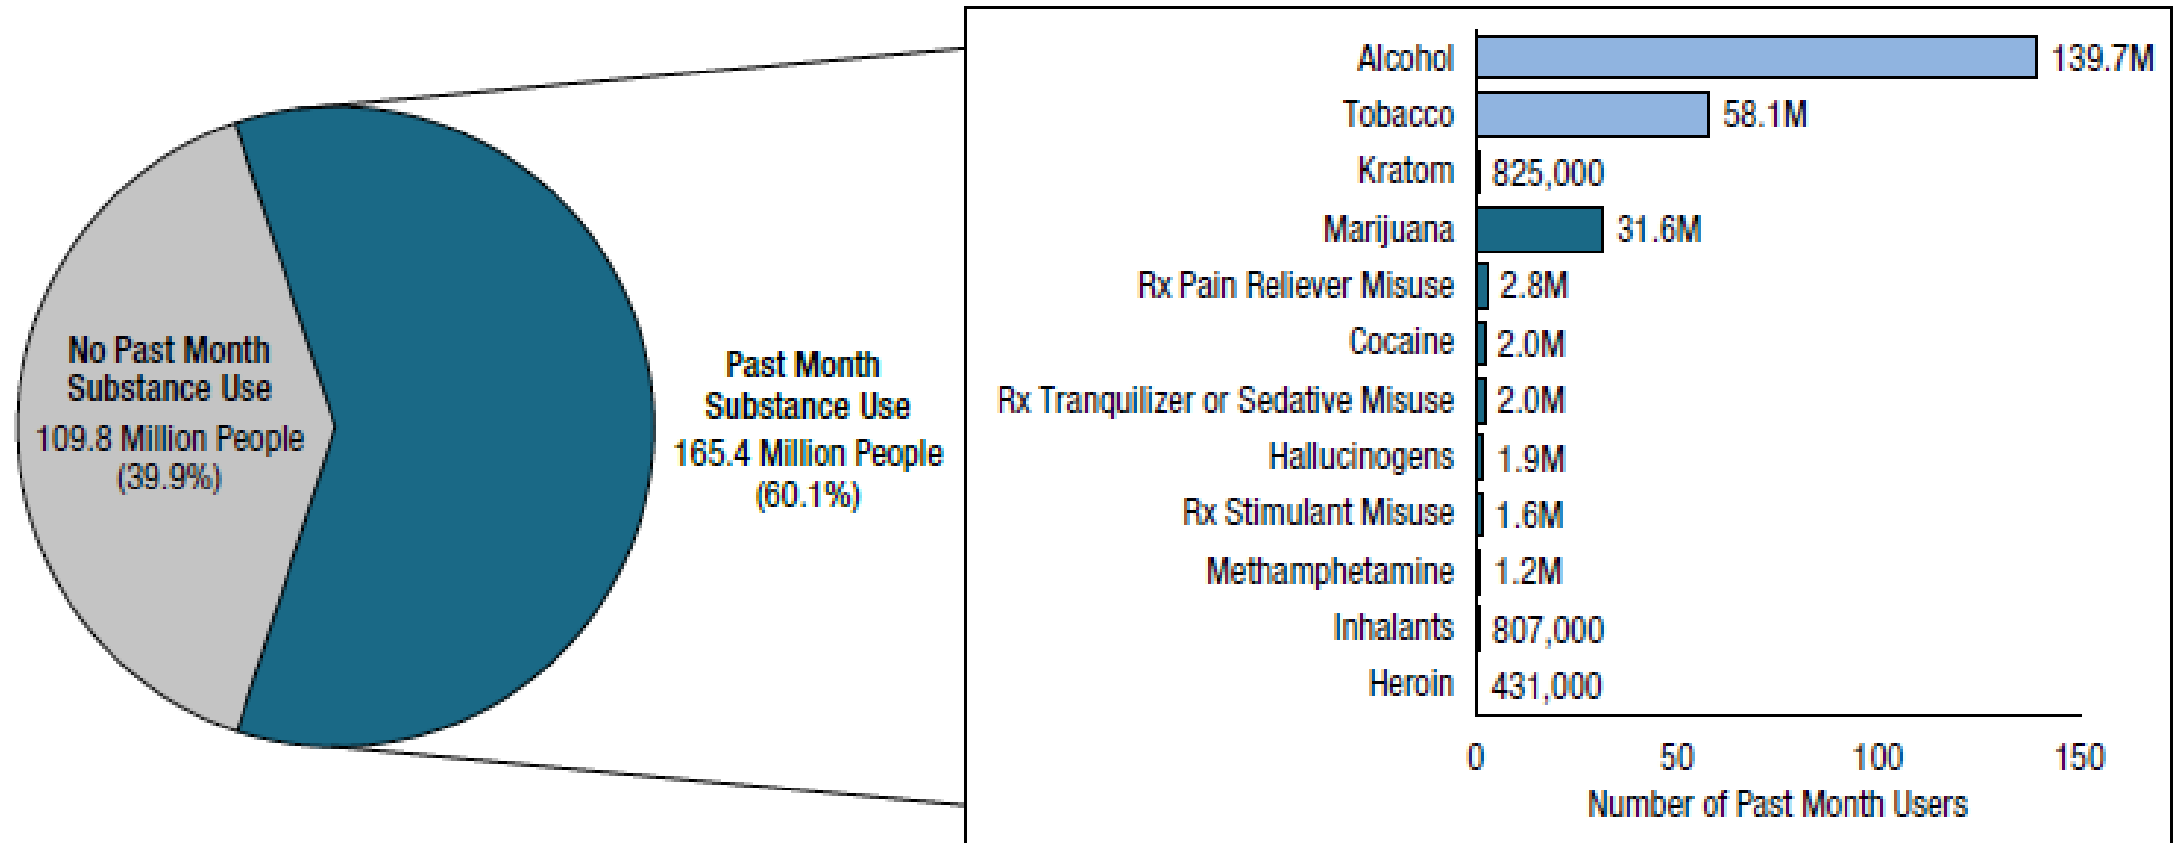 No Past Month
Substance Use
109.8 Million People
(39.9%)
Past Month
Substance Use
165.4 Million People
(60.1%)
Alcohol 139.7M
Tobacco 58.1M
Kratom 825,000
Marijuana 31.6M
Rx Pain Reliever Misuse 2.8M
Cocaine 2.0M
Rx Tranquilizer or Sedative Misuse 2.0M
Hallucinogens 1.9M
Rx Stimulant Misuse 1.6M
Methamphetamine 1.2M
Inhalants 807,000
Heroin 431,000
0 50 100 150
Number of Past Month Users